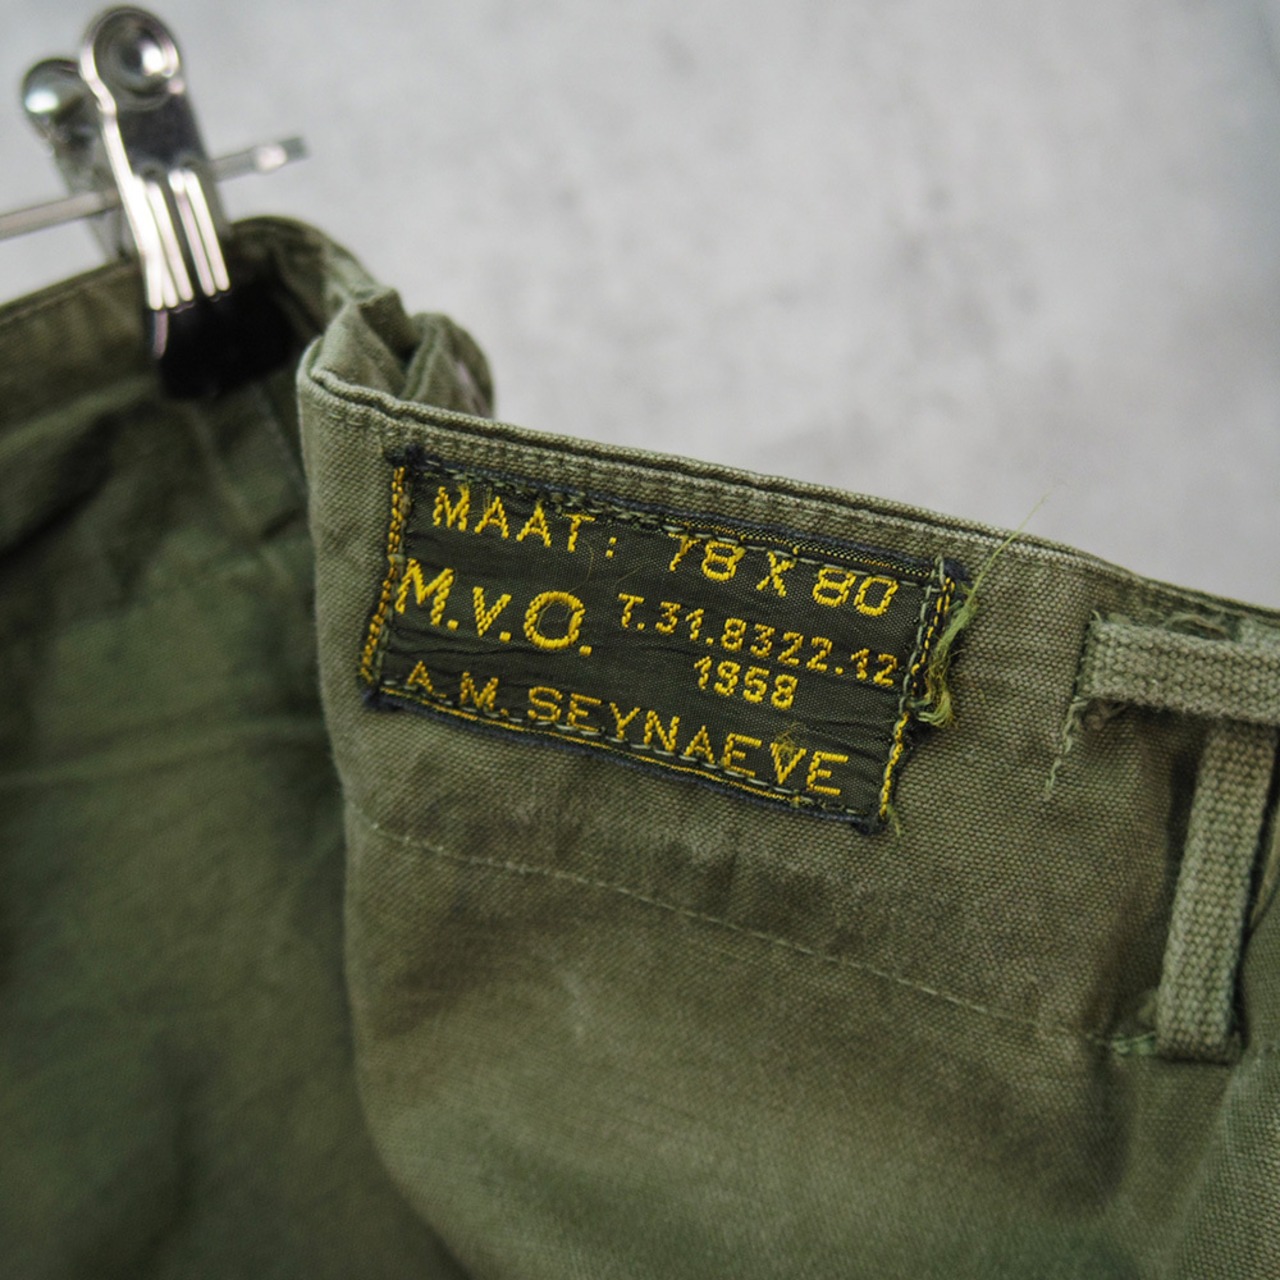 MAAT: 78 X 80
M.V.O. T.31.8322.12
1958
A.M. SEYNAEVE